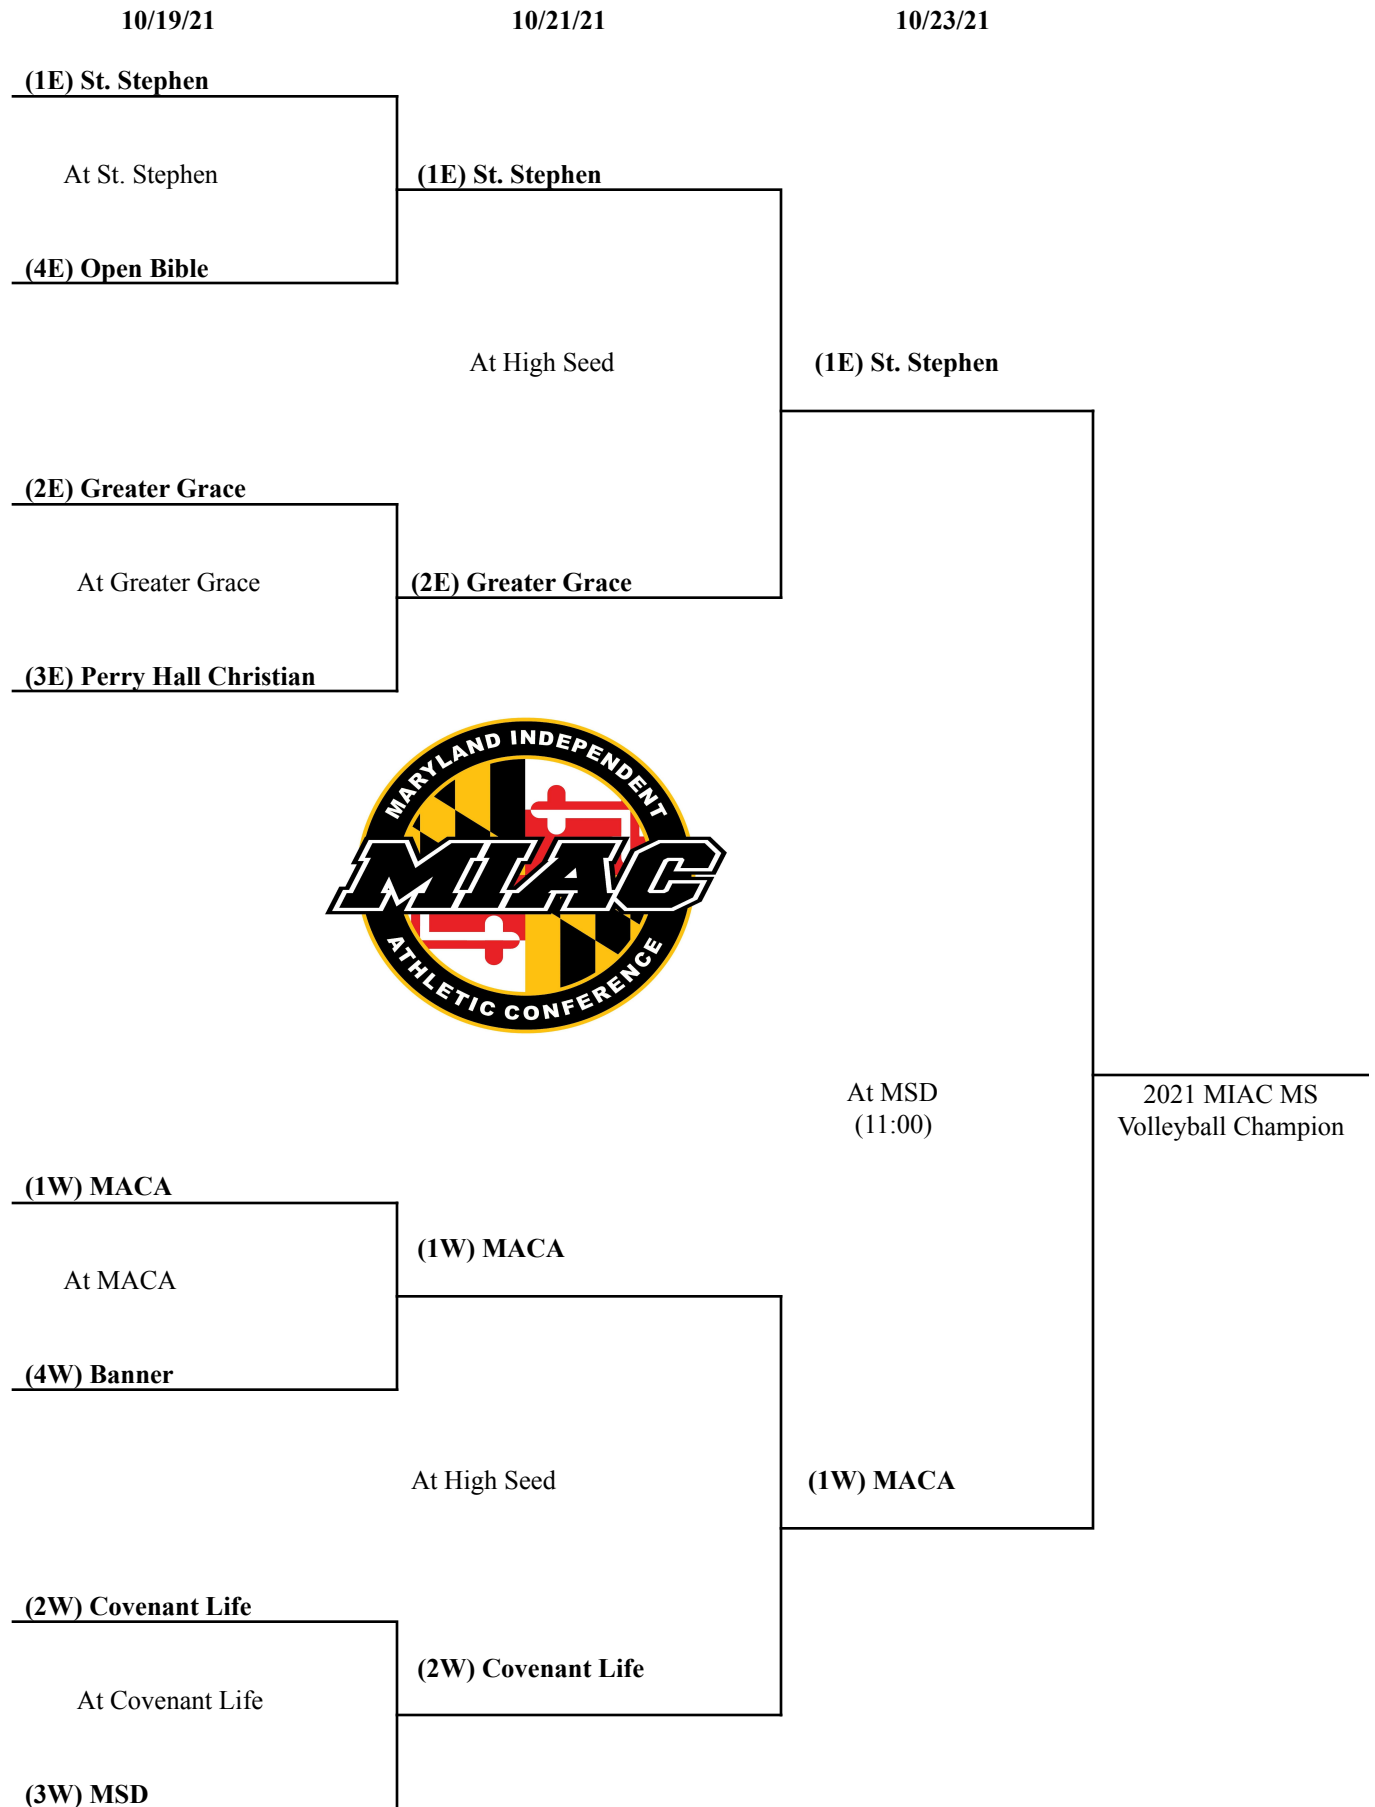 10/19/21 10/21/21 10/23/21
(1E) St. Stephen
At St. Stephen
(1E) St. Stephen
(4E) Open Bible
At High Seed
(1E) St. Stephen
(2E) Greater Grace
At Greater Grace
(2E) Greater Grace
(3E) Perry Hall Christian
MARYLAND INDEPENDENT
MIAC
ATHLETIC CONFERENCE
At MSD
(11:00)
2021 MIAC MS
Volleyball Champion
(1W) MACA
(1W) MACA
At MACA
(4W) Banner
At High Seed
(1W) MACA
(2W) Covenant Life
(2W) Covenant Life
At Covenant Life
(3W) MSD